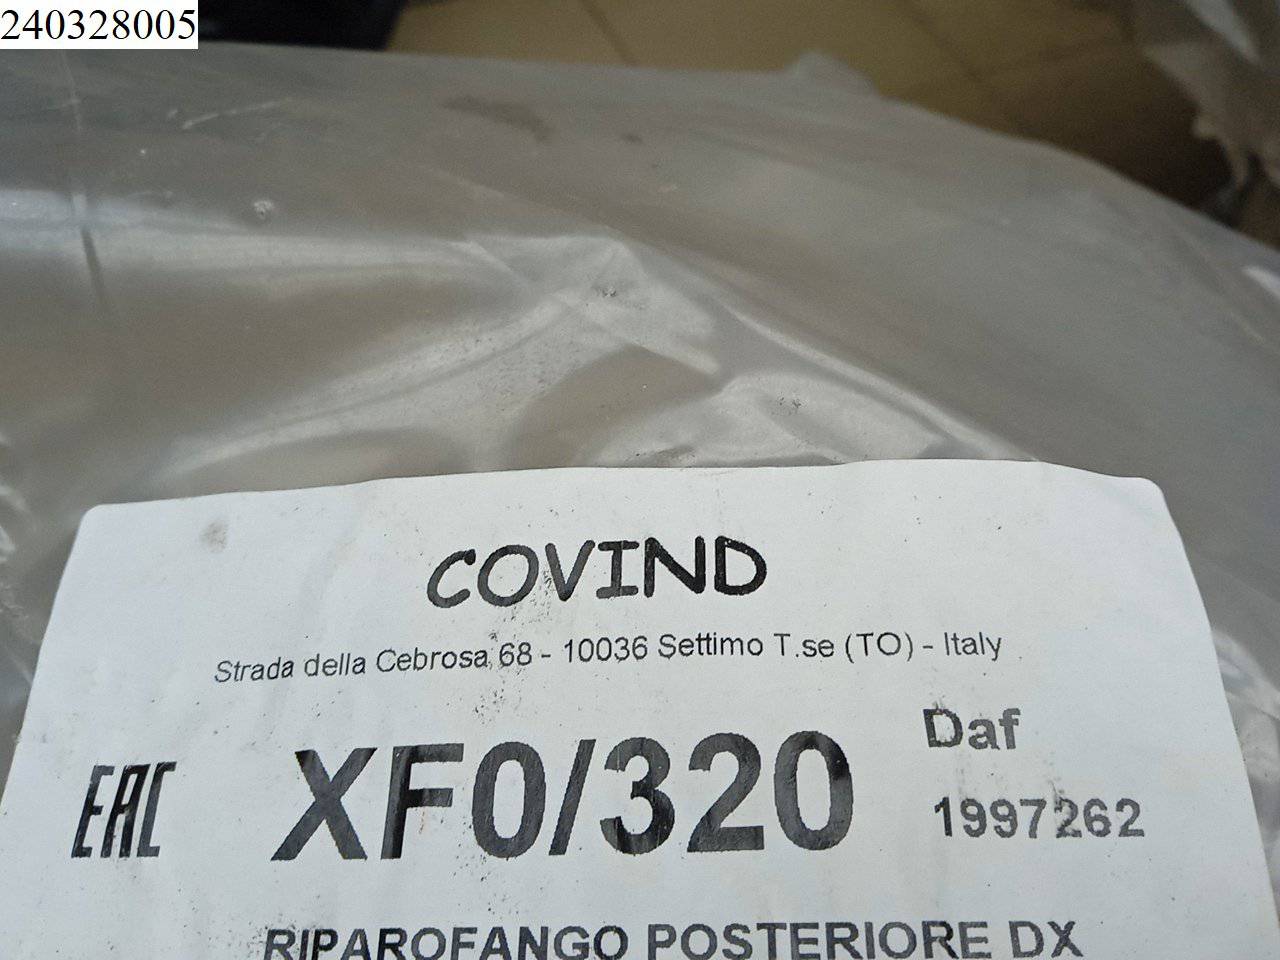 240328005
COVIND
Strada della Cebrosa, 68 - 10036 Settimo T.se (TO) - Italy
EAC
XF0/320
Daf
1997262
RIPAROFANGO POSTERIORE DX